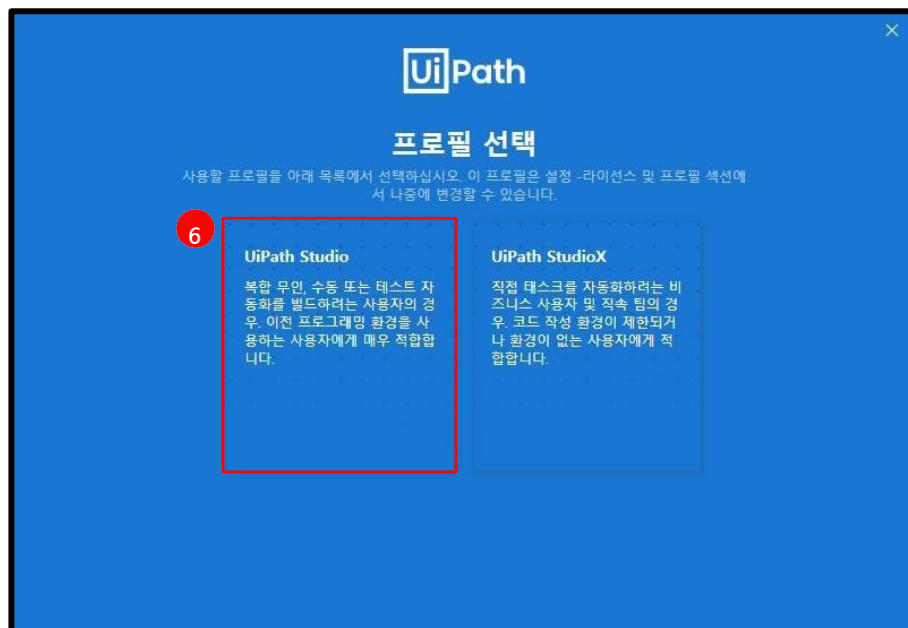 UiPath
프로필 선택
사용할 프로필을 아래 목록에서 선택하십시오. 이 프로필은 설정 -라이선스 및 프로필 섹션에
서 나중에 변경할 수 있습니다.
6
UiPath Studio
복합 무인, 수동 또는 테스트 자
동화를 빌드하려는 사용자의 경
우. 이전 프로그래밍 환경을 사
용하는 사용자에게 매우 적합합
니다.
UiPath StudioX
직접 태스크를 자동화하려는 비
즈니스 사용자 및 직속 팀의 경
우. 코드 작성 환경이 제한되거
나 환경이 없는 사용자에게 적
합합니다.